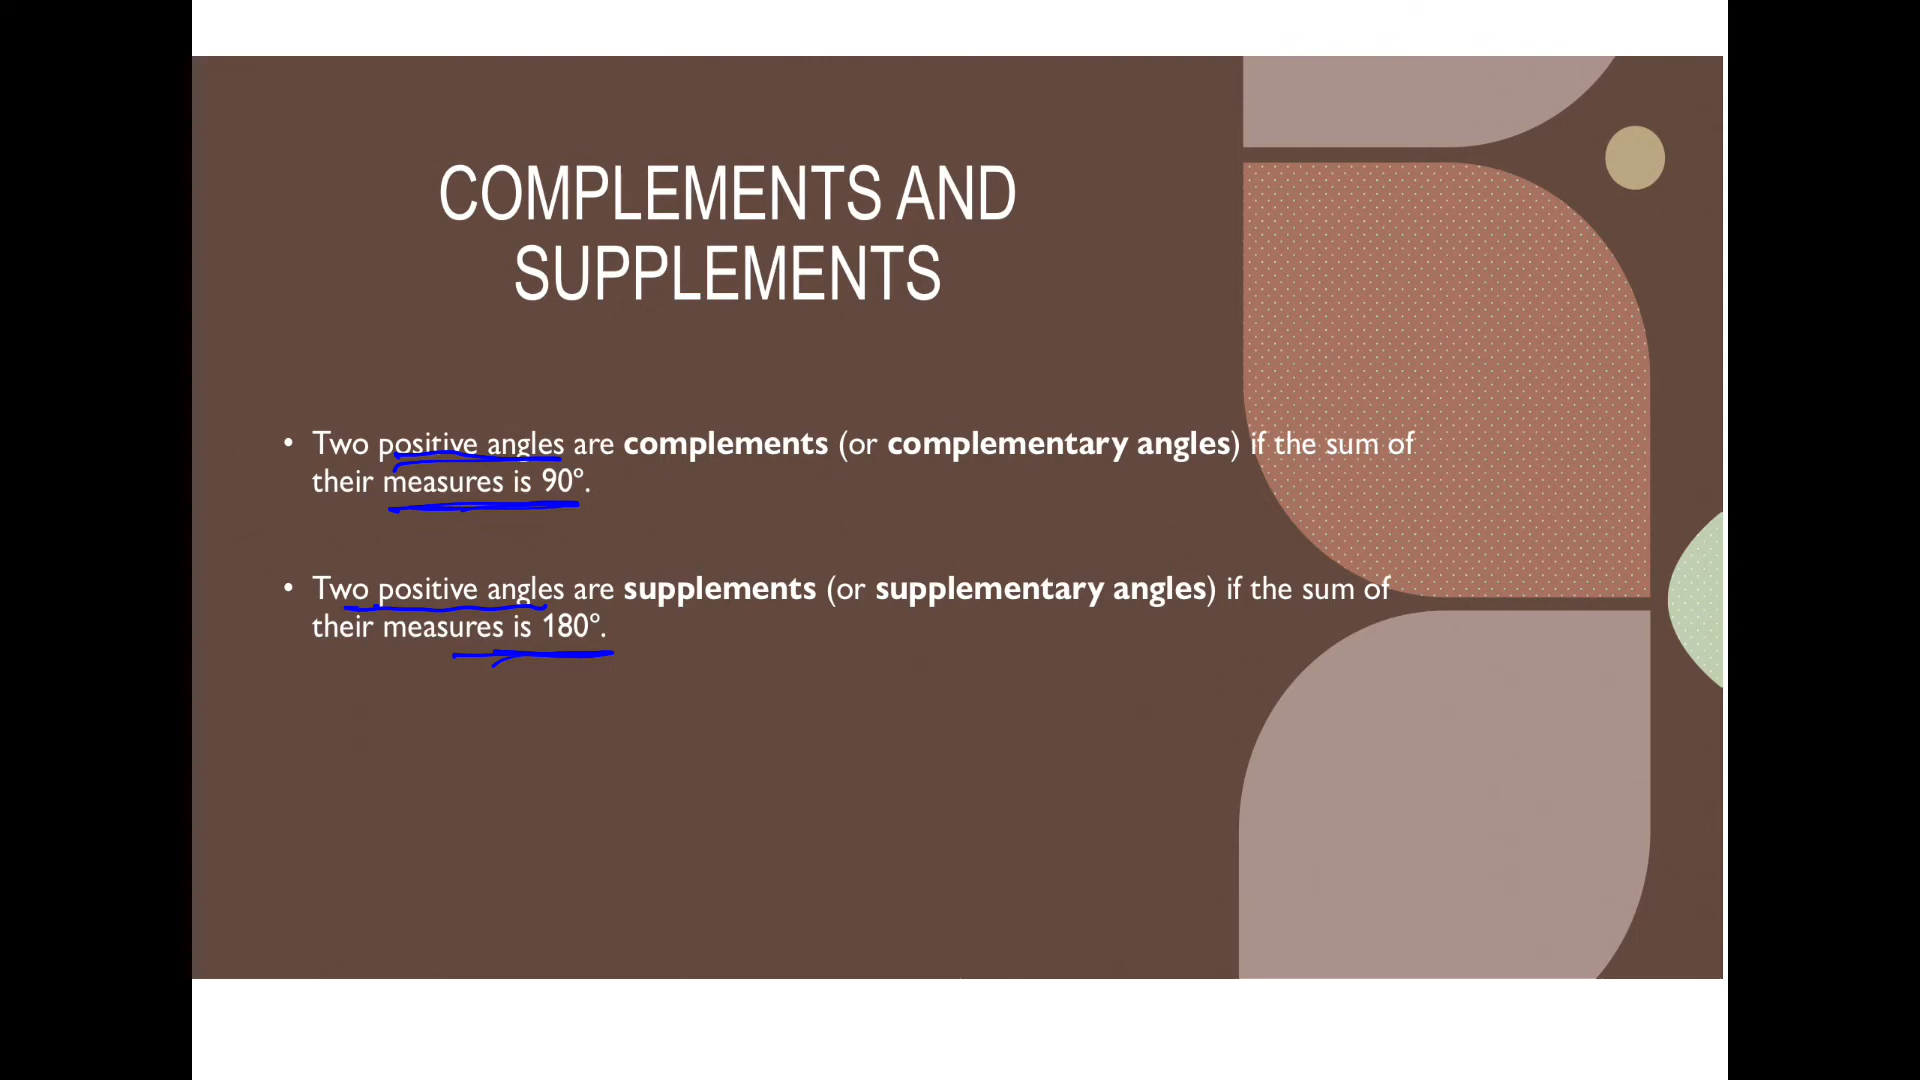 COMPLEMENTS AND
SUPPLEMENTS
• Two positive angles are complements (or complementary angles) if the sum of
their measures is 90°.
• Two positive angles are supplements (or supplementary angles) if the sum of
their measures is 180°.